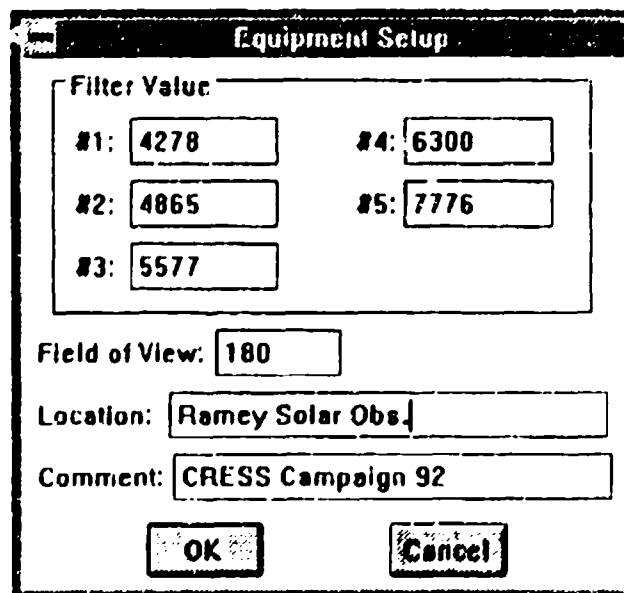 Equipment Setup
Filter Value
#1: 4278 #4: 6300
#2: 4865 #5: 7776
#3: 5577
Field of View: 180
Location: Ramey Solar Obs.
Comment: CRESS Campaign 92
OK Cancel